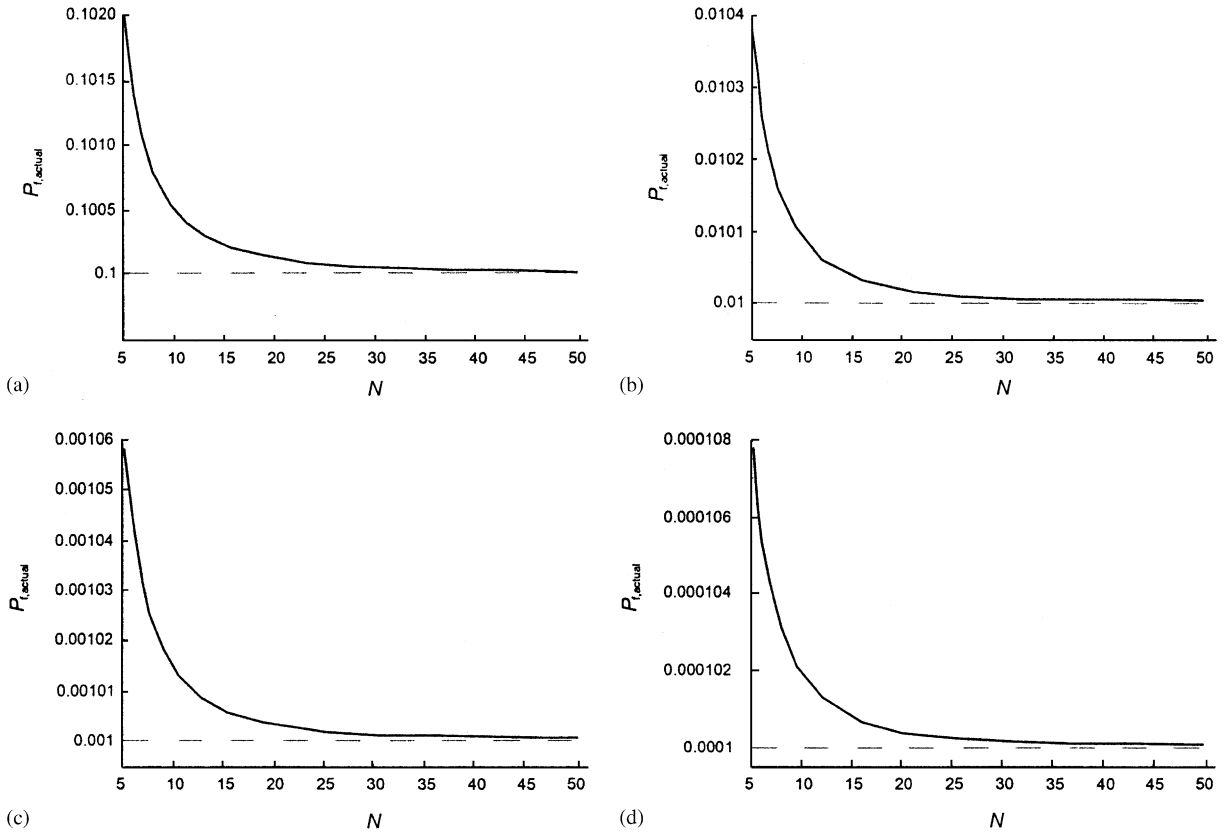 0.1020
0.1015
0.1010
0.1005
0.1
P_f,actual
5 10 15 20 25 30 35 40 45 50
N
(a)
0.0104
0.0103
0.0102
0.0101
0.01
P_f,actual
5 10 15 20 25 30 35 40 45 50
N
(b)
0.00106
0.00105
0.00104
0.00103
0.00102
0.00101
0.001
P_f,actual
5 10 15 20 25 30 35 40 45 50
N
(c)
0.000108
0.000106
0.000104
0.000102
0.0001
P_f,actual
5 10 15 20 25 30 35 40 45 50
N
(d)